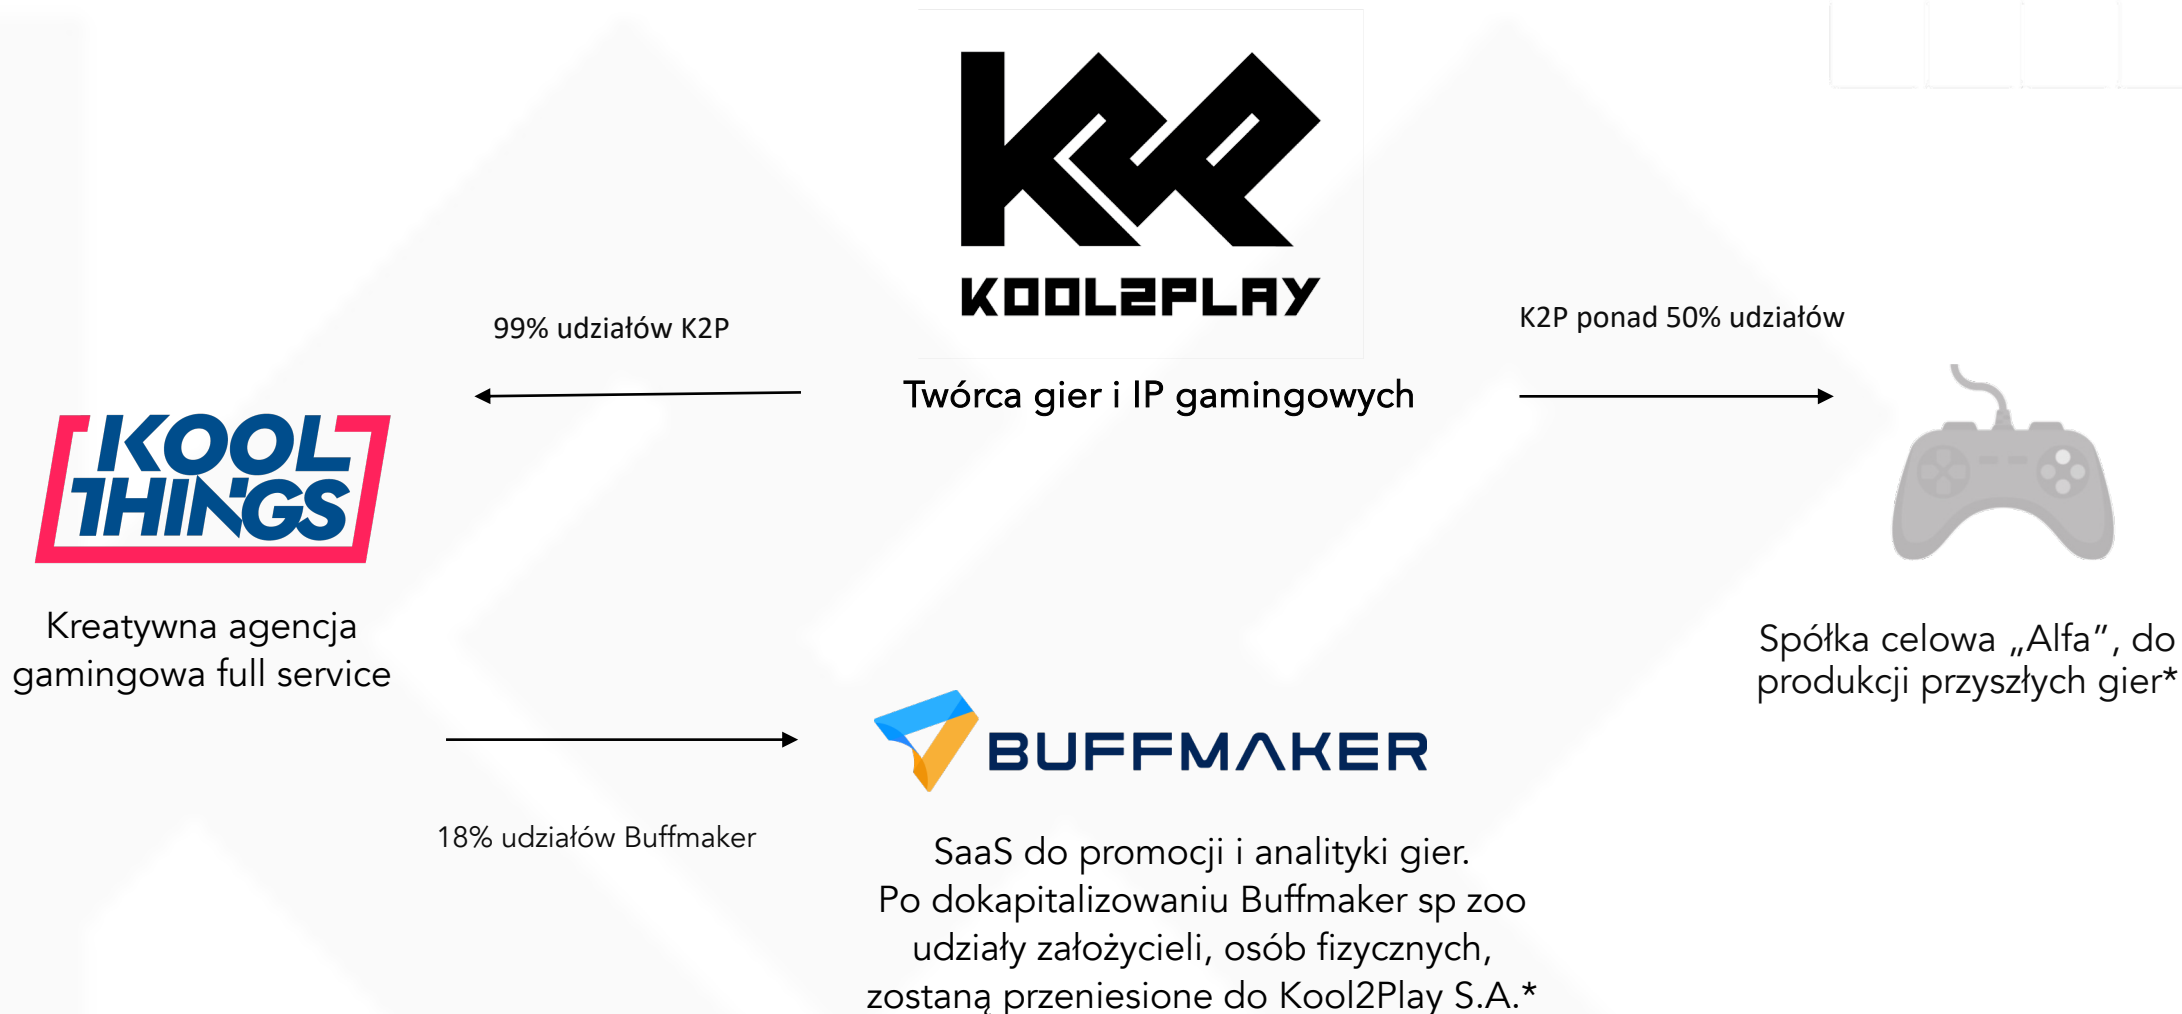 KOOL2PLAY
Twórca gier i IP gamingowych
99% udziałów K2P
K2P ponad 50% udziałów
KOOL
THINGS
Kreatywna agencja
gamingowa full service
Spółka celowa „Alfa”, do
produkcji przyszłych gier*
18% udziałów Buffmaker
BUFFMAKER
SaaS do promocji i analityki gier.
Po dokapitalizowaniu Buffmaker sp zoo
udziały założycieli, osób fizycznych,
zostaną przeniesione do Kool2Play S.A.*